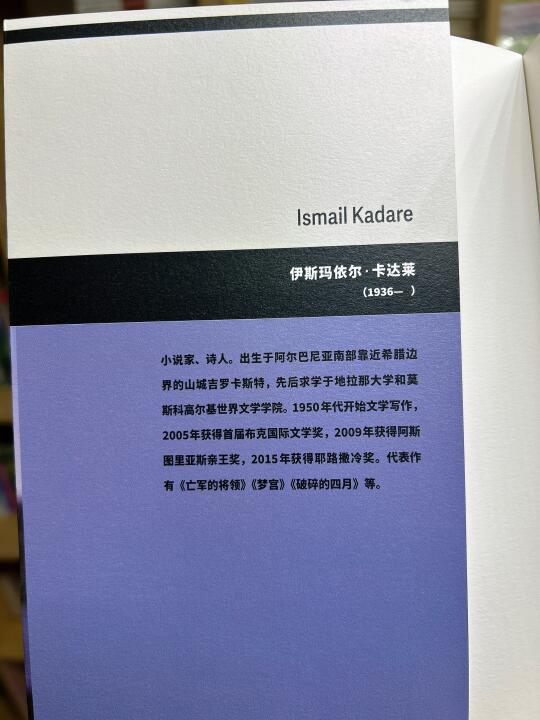 Ismail Kadare
伊斯玛依尔·卡达莱
（1936— ）
小说家、诗人。出生于阿尔巴尼亚南部靠近希腊边
界的山城吉罗卡斯特，先后求学于地拉那大学和莫
斯科高尔基世界文学学院。1950年代开始文学写作，
2005年获得首届布克国际文学奖，2009年获得阿斯
图里亚斯亲王奖，2015年获得耶路撒冷奖。代表作
有《亡军的将领》《梦宫》《破碎的四月》等。